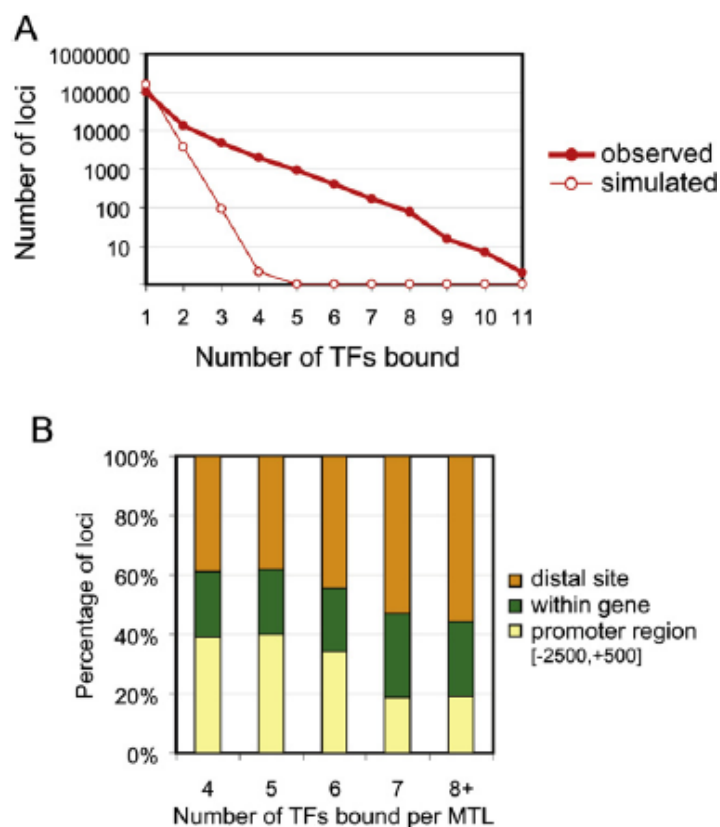 A
1000000
100000
10000
1000
100
10
Number of loci
1 2 3 4 5 6 7 8 9 10 11
Number of TFs bound
observed
simulated
B
100%
80%
60%
40%
20%
0%
Percentage of loci
4 5 6 7 8+
Number of TFs bound per MTL
distal site
within gene
promoter region
[-2500,+500]